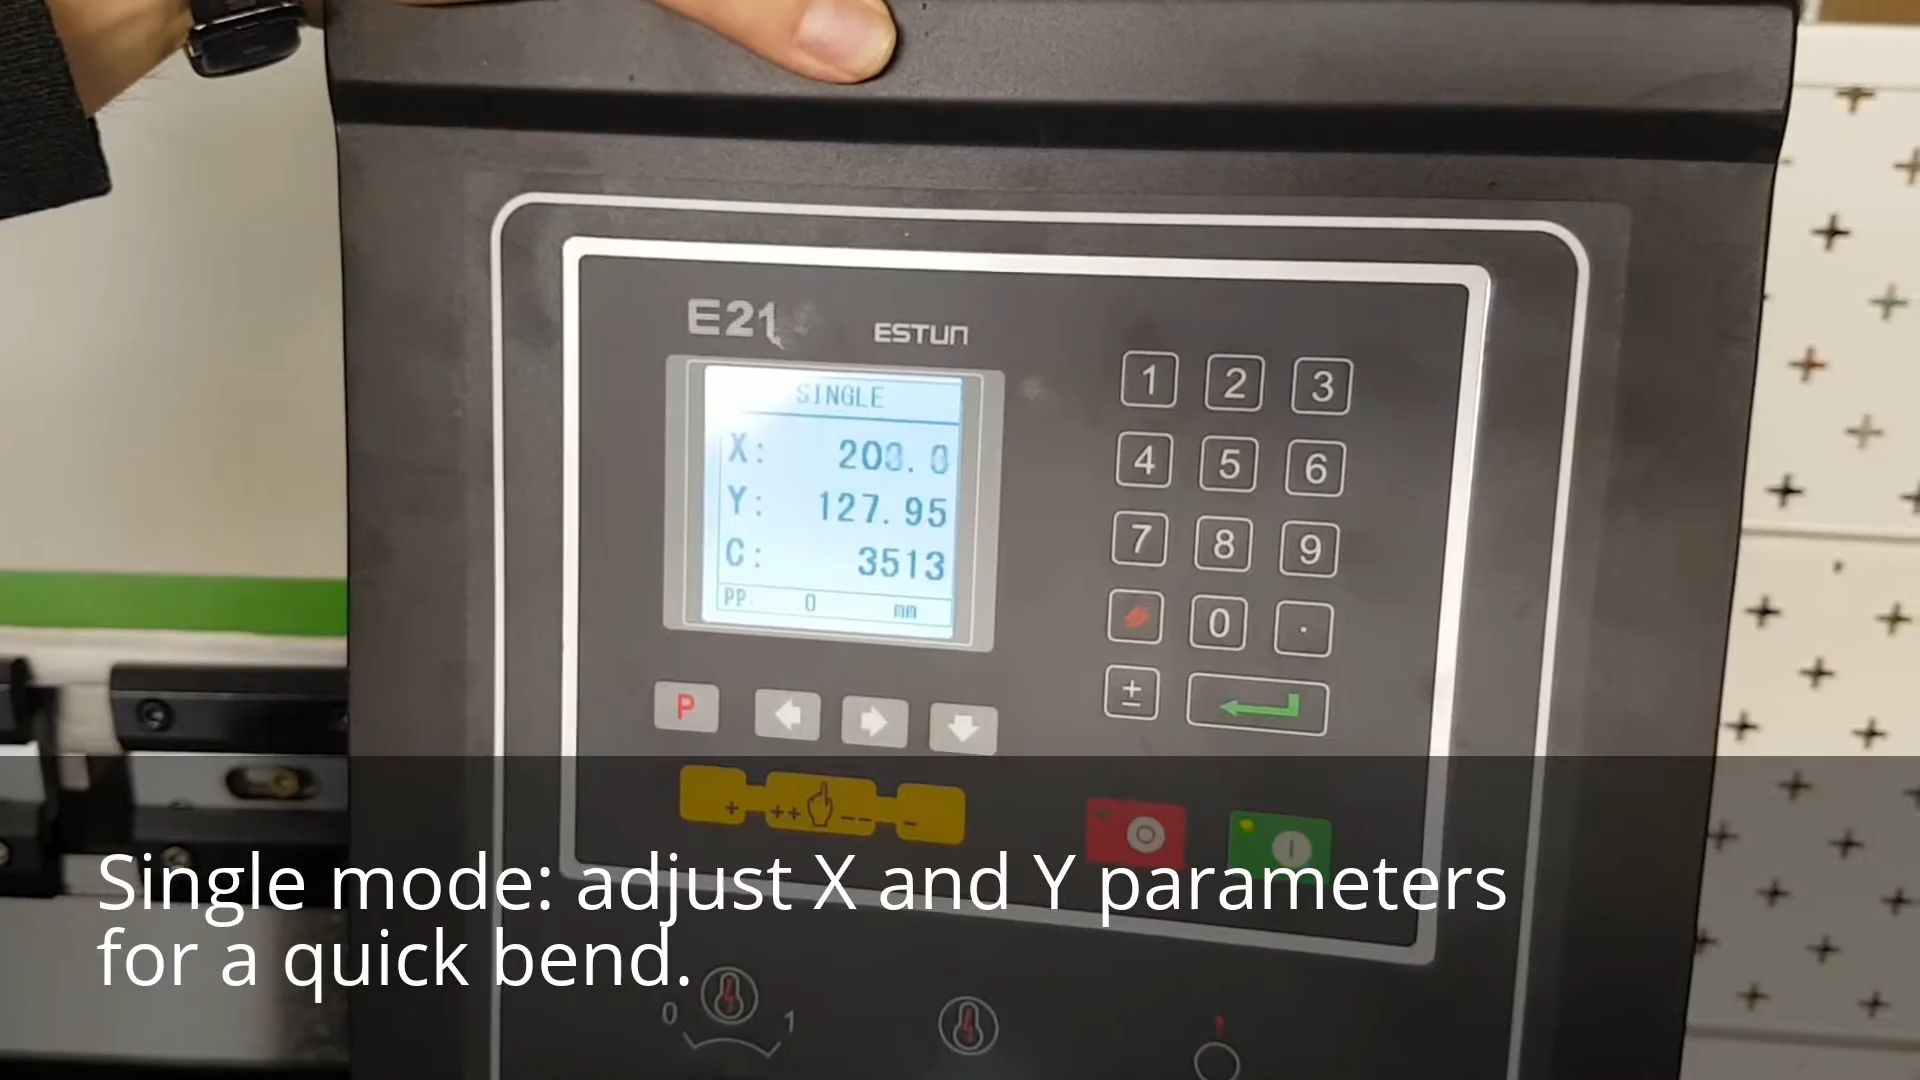 E21 ESTUN
SINGLE
X: 200.0
Y: 127.95
C: 3513
PP: 0 mm
1 2 3
4 5 6
7 8 9
0 .
±
P
+ ++ -- -
Single mode: adjust X and Y parameters
for a quick bend.
0 1